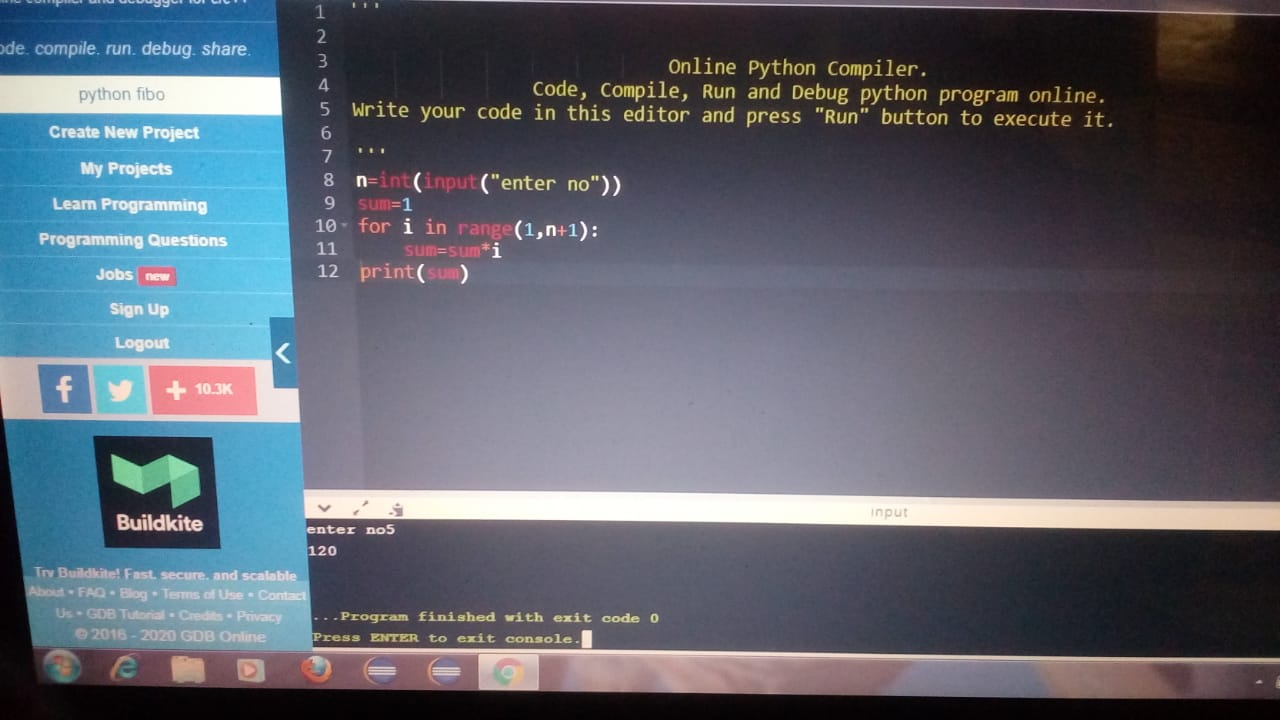 ode. compile. run. debug. share.
python fibo
Create New Project
My Projects
Learn Programming
Programming Questions
Jobs new
Sign Up
Logout
f
+ 10.3K
Buildkite
Try Buildkite! Fast, secure, and scalable
About • FAQ • Blog • Terms of Use • Contact
Us • GDB Tutorial • Credits • Privacy
© 2016 - 2020 GDB Online
1 '''
2
3 Online Python Compiler.
4 Code, Compile, Run and Debug python program online.
5 Write your code in this editor and press "Run" button to execute it.
6
7 '''
8 n=int(input("enter no"))
9 sum=1
10 for i in range(1,n+1):
11 sum=sum*i
12 print(sum)
input
enter no5
120
...Program finished with exit code 0
Press ENTER to exit console.